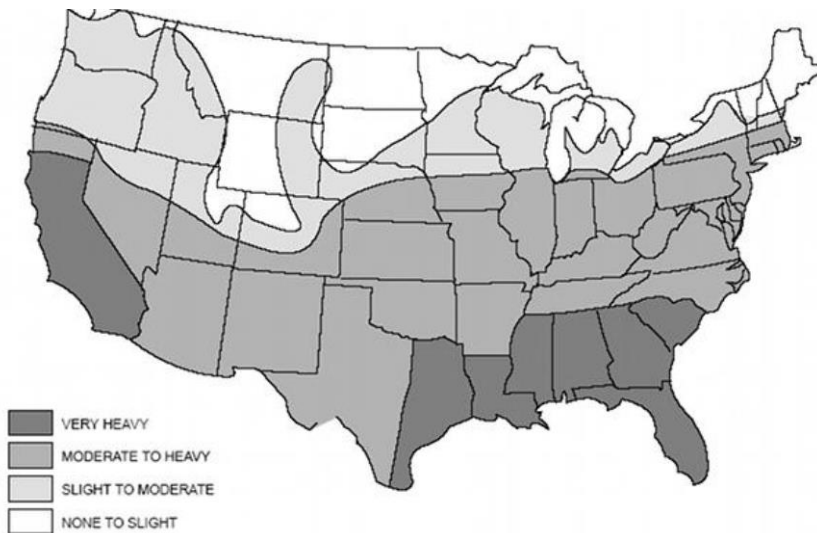 VERY HEAVY
MODERATE TO HEAVY
SLIGHT TO MODERATE
NONE TO SLIGHT